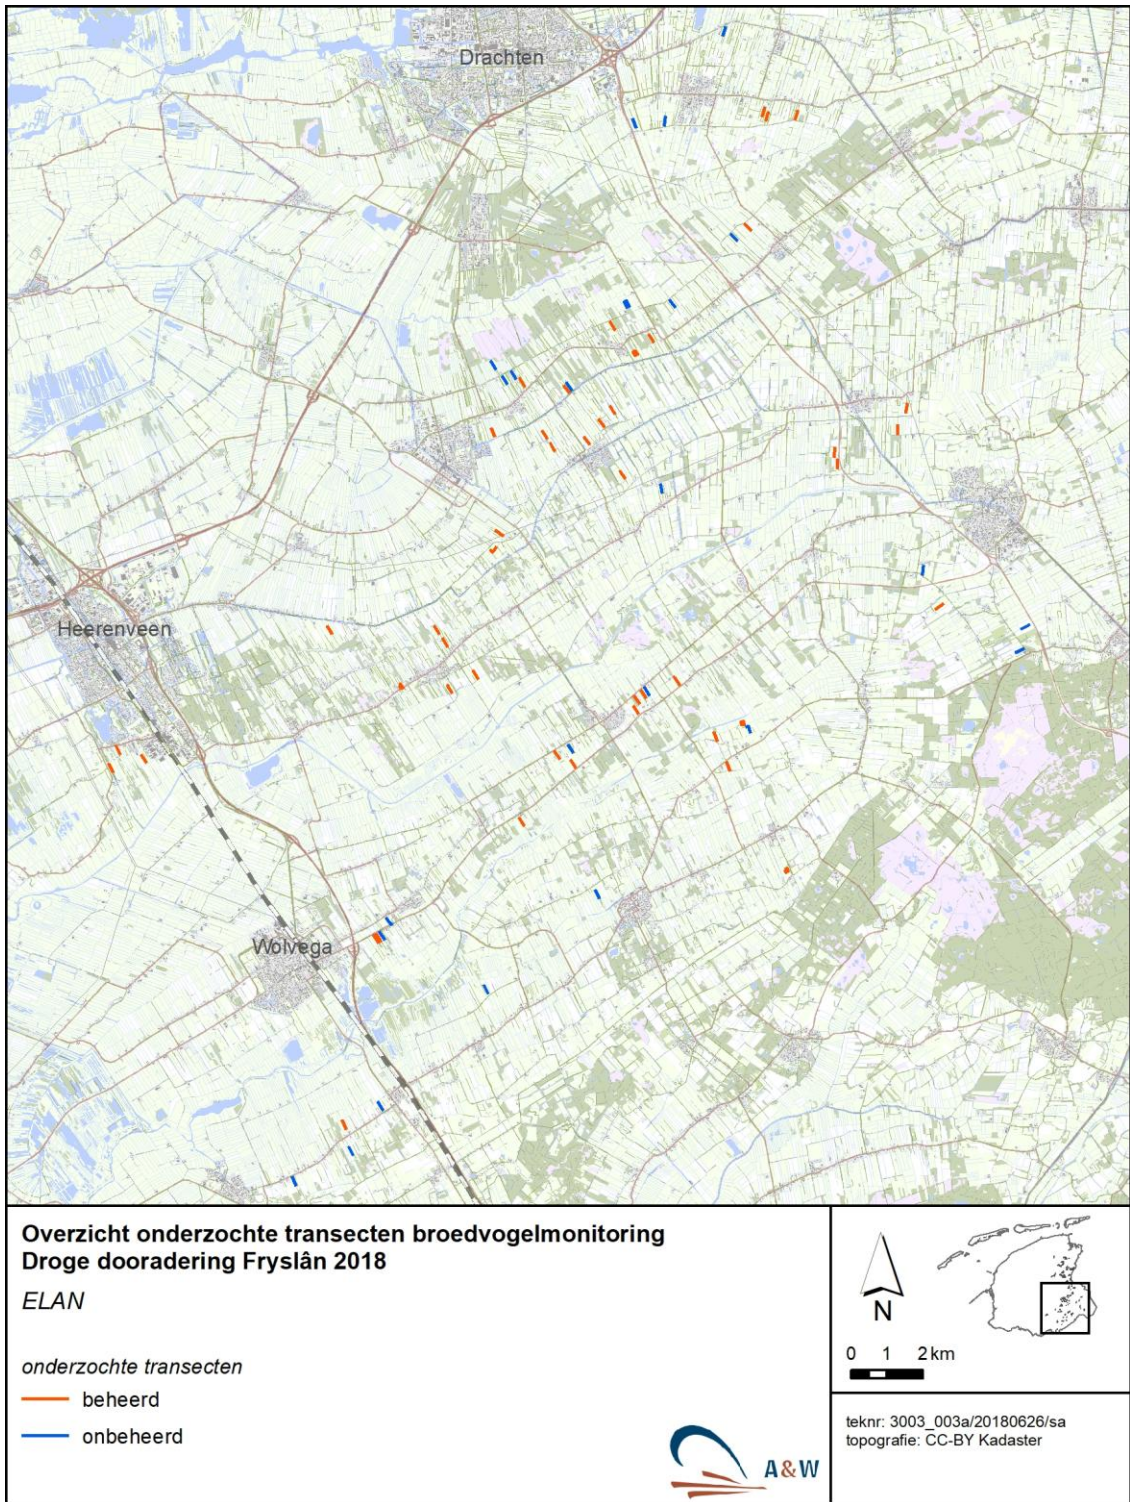 Drachten
Heerenveen
Wolvega
Overzicht onderzochte transecten broedvogelmonitoring
Droge dooradering Fryslân 2018
ELAN
onderzochte transecten
beheerd
onbeheerd
A&W
N
0 1 2 km
teknr: 3003_003a/20180626/sa
topografie: CC-BY Kadaster